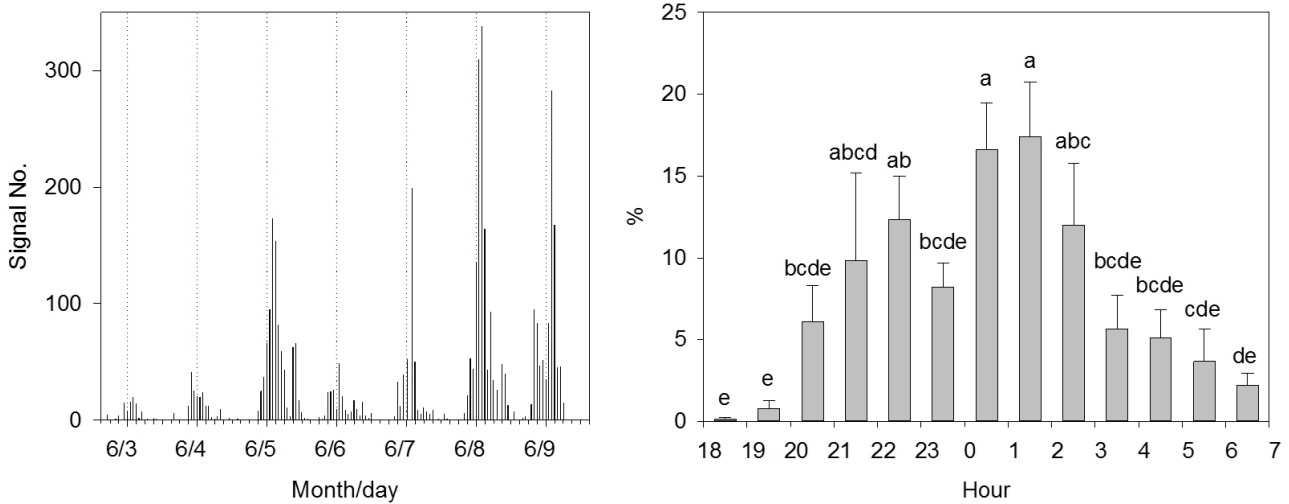 300
200
100
0
Signal No.
6/3 6/4 6/5 6/6 6/7 6/8 6/9
Month/day
25
20
15
10
5
0
%
e e bcde abcd ab bcde a a abc bcde bcde cde de
18 19 20 21 22 23 0 1 2 3 4 5 6 7
Hour